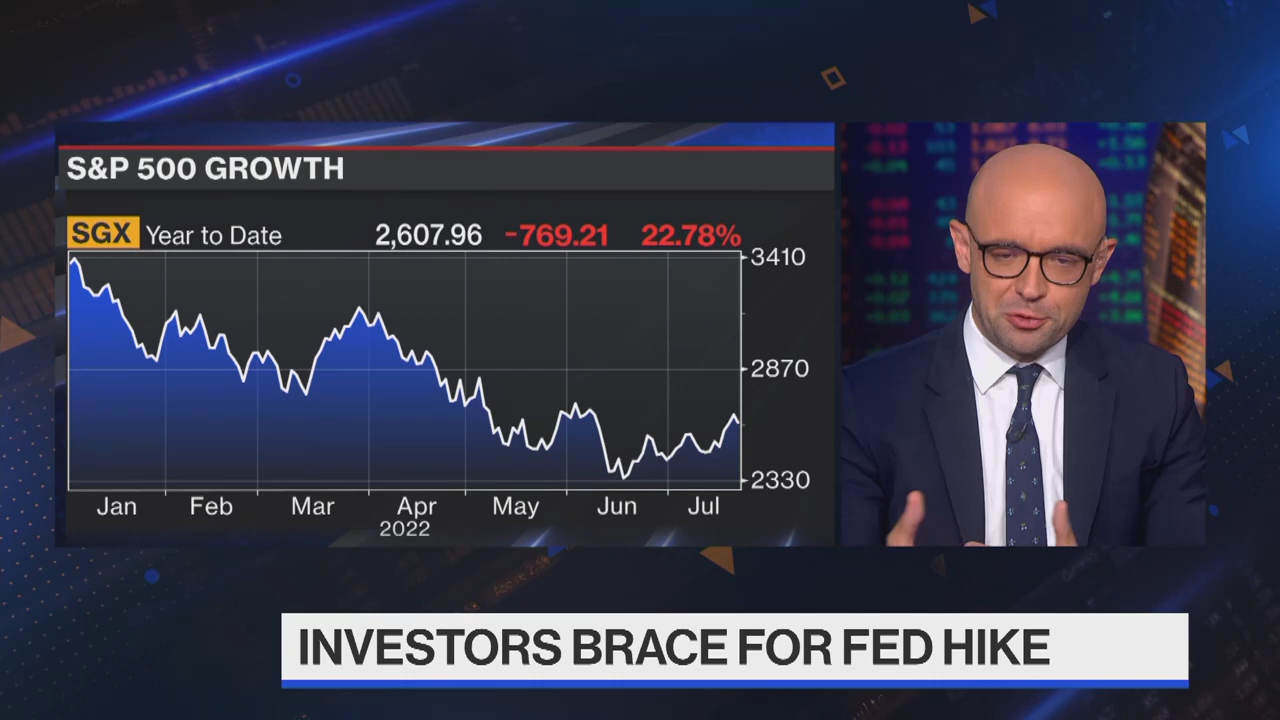 S&P 500 GROWTH
SGX Year to Date 2,607.96 -769.21 22.78%
3410
2870
2330
Jan Feb Mar Apr May Jun Jul
2022
INVESTORS BRACE FOR FED HIKE